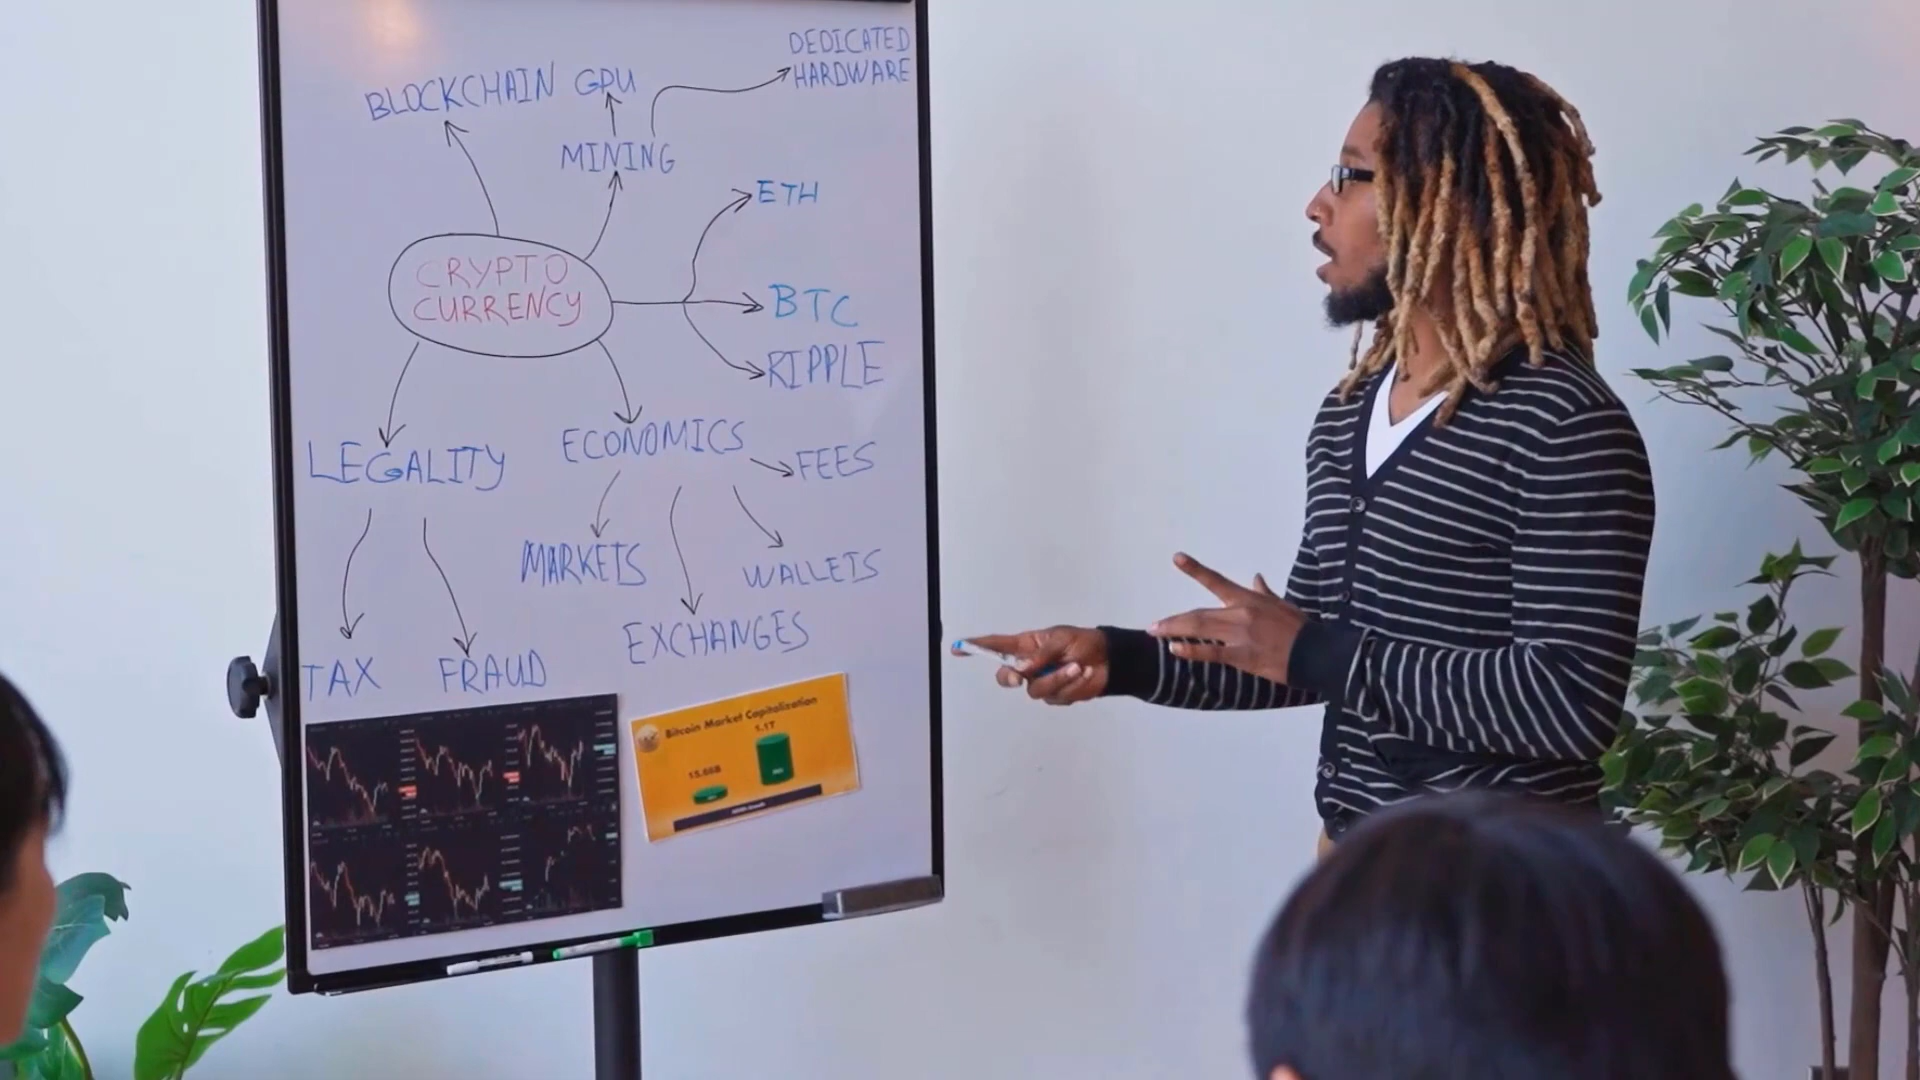 DEDICATED
HARDWARE
BLOCKCHAIN
GPU
MINING
ETH
CRYPTO
CURRENCY
BTC
RIPPLE
LEGALITY
ECONOMICS
FEES
MARKETS
WALLETS
EXCHANGES
TAX
FRAUD
Bitcoin Market Capitalization
1.1T
15.66B